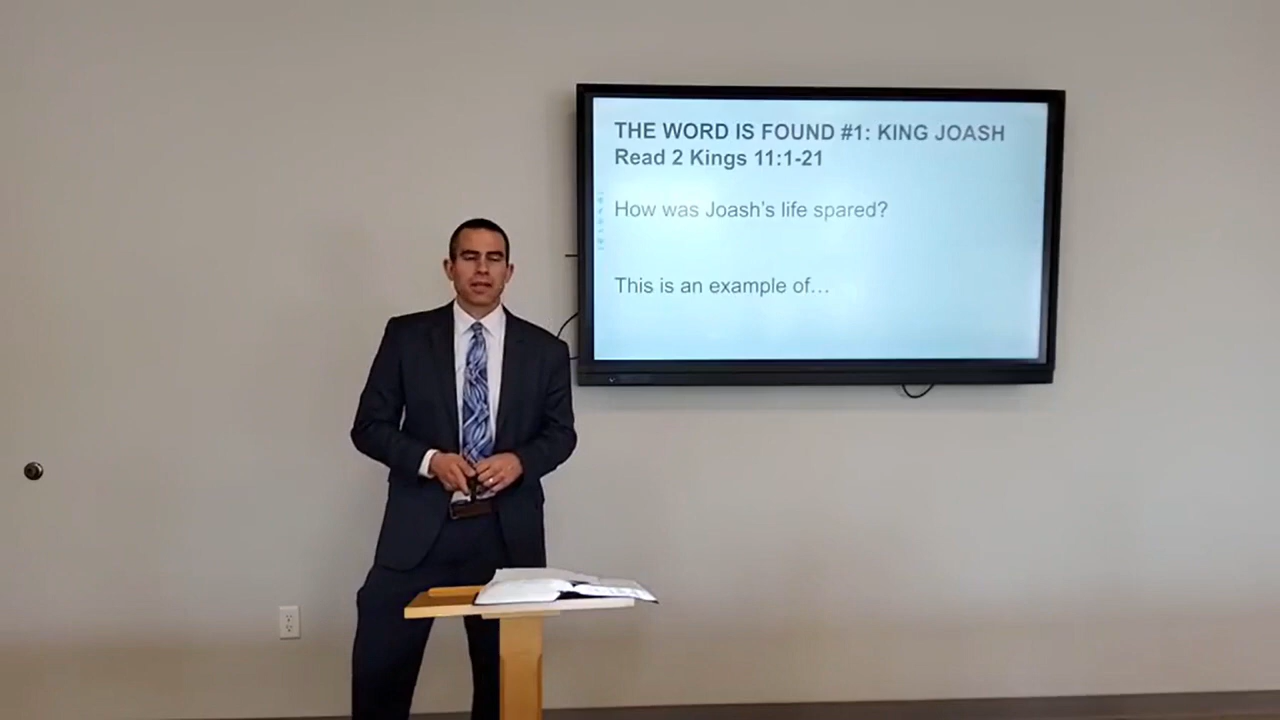 THE WORD IS FOUND #1: KING JOASH
Read 2 Kings 11:1-21
How was Joash’s life spared?
This is an example of…